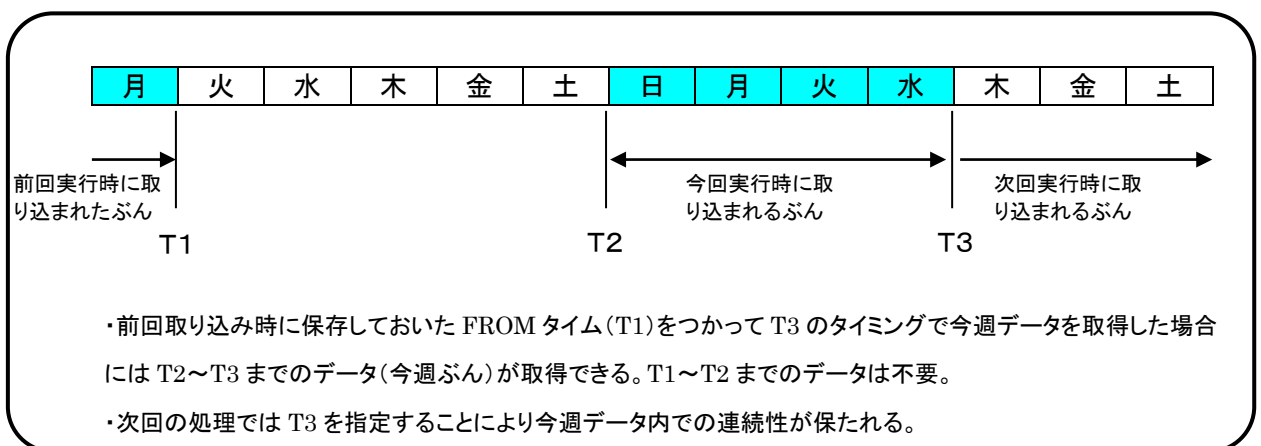 月 火 水 木 金 土 日 月 火 水 木 金 土
前回実行時に取
り込まれたぶん
今回実行時に取
り込まれるぶん
次回実行時に取
り込まれるぶん
T1 T2 T3
・前回取り込み時に保存しておいた FROM タイム(T1)をつかって T3 のタイミングで今週データを取得した場合
には T2～T3 までのデータ(今週ぶん)が取得できる。T1～T2 までのデータは不要。
・次回の処理では T3 を指定することにより今週データ内での連続性が保たれる。